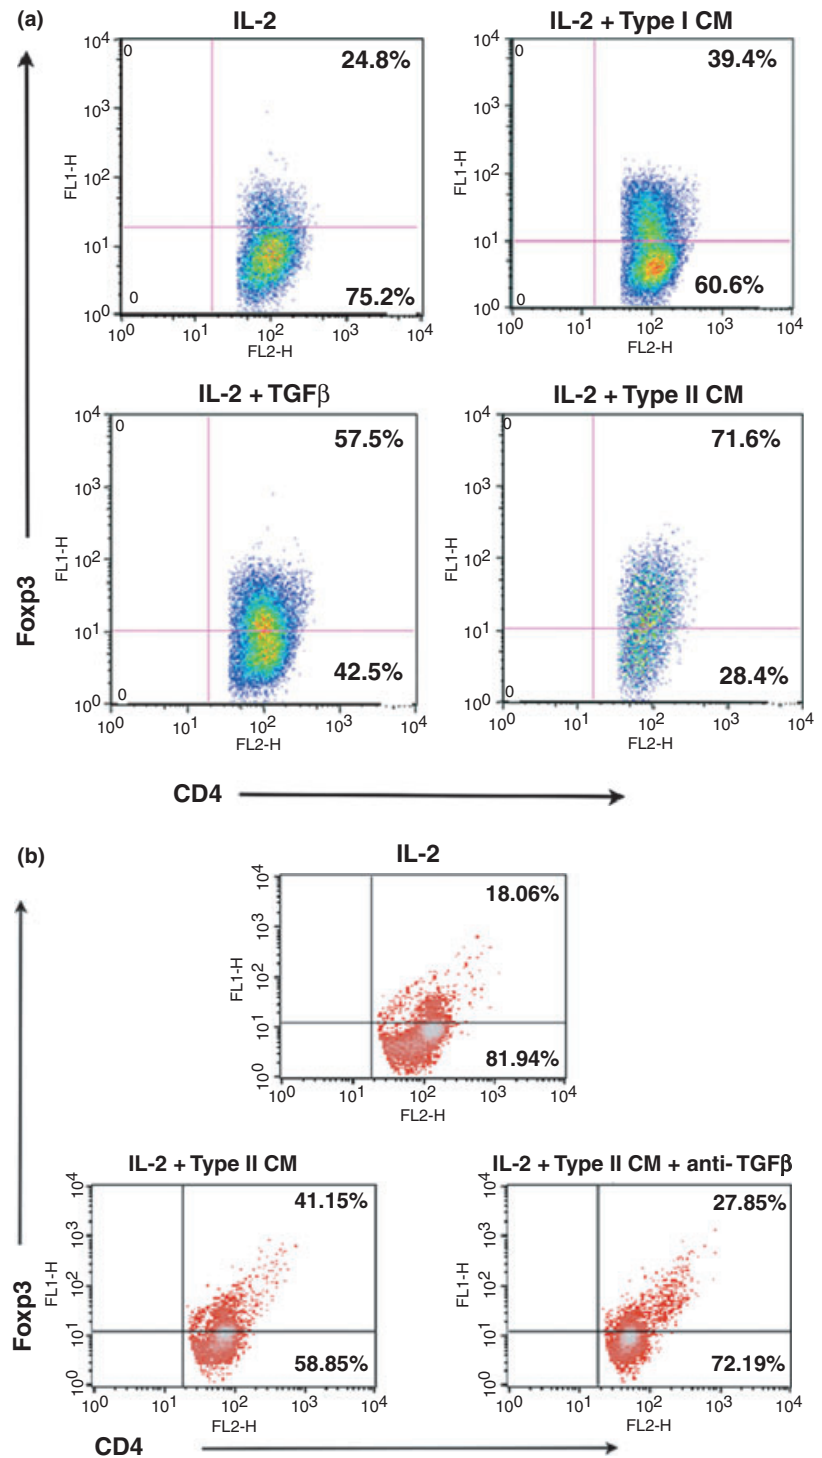 (a)
IL-2
IL-2 + Type I CM
10⁴
0
24.8%
10³
10²
10¹
10⁰
FL1-H
0
75.2%
10⁰ 10¹ 10² 10³ 10⁴
FL2-H
10⁴
0
39.4%
10³
10²
10¹
10⁰
FL1-H
0
60.6%
10⁰ 10¹ 10² 10³ 10⁴
FL2-H
IL-2 + TGFβ
IL-2 + Type II CM
10⁴
0
57.5%
10³
10²
10¹
10⁰
FL1-H
0
42.5%
10⁰ 10¹ 10² 10³ 10⁴
FL2-H
10⁴
0
71.6%
10³
10²
10¹
10⁰
FL1-H
0
28.4%
10⁰ 10¹ 10² 10³ 10⁴
FL2-H
Foxp3
CD4
(b)
IL-2
10⁴
18.06%
10³
10²
10¹
10⁰
FL1-H
81.94%
10⁰ 10¹ 10² 10³ 10⁴
FL2-H
IL-2 + Type II CM
IL-2 + Type II CM + anti- TGFβ
10⁴
41.15%
10³
10²
10¹
10⁰
FL1-H
58.85%
10⁰ 10¹ 10² 10³ 10⁴
FL2-H
10⁴
27.85%
10³
10²
10¹
10⁰
FL1-H
72.19%
10⁰ 10¹ 10² 10³ 10⁴
FL2-H
Foxp3
CD4